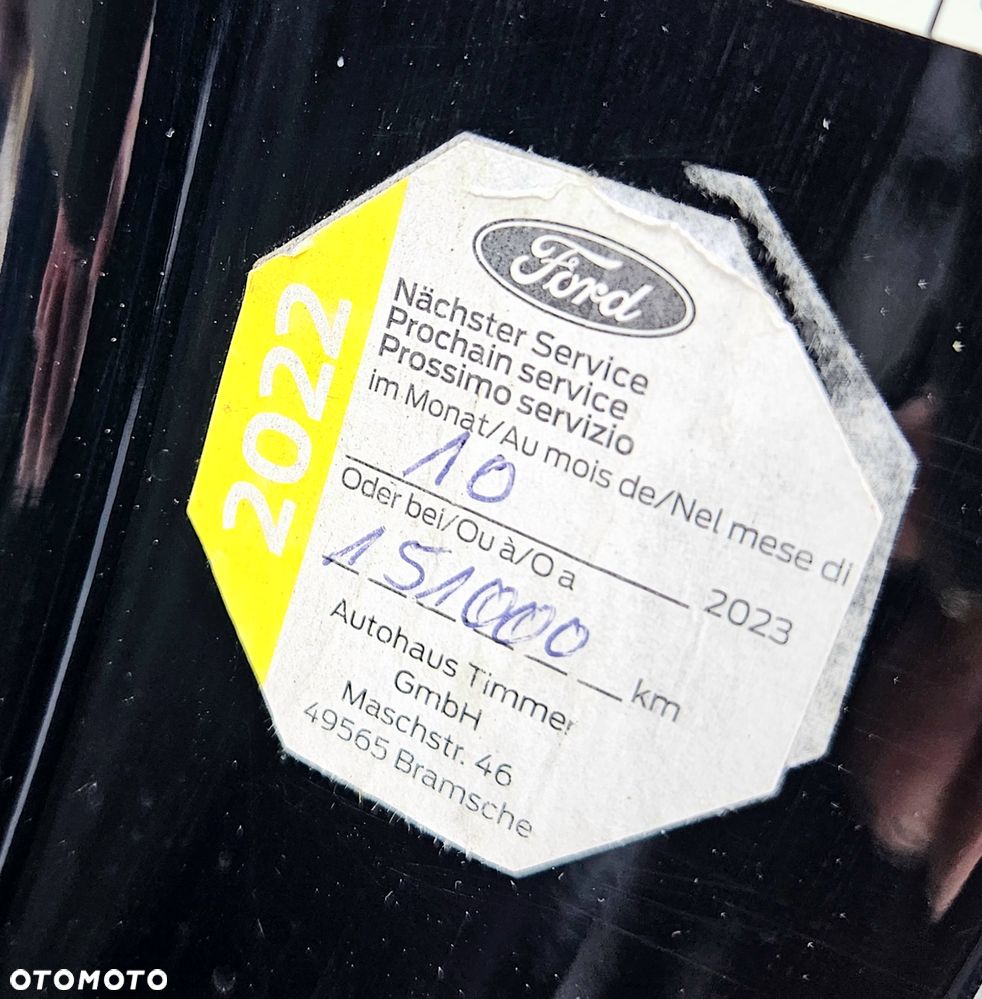 2022
Ford
Nächster Service
Prochain service
Prossimo servizio
im Monat/Au mois de/Nel mese di
10 2023
Oder bei/Ou à/O a
151000 km
Autohaus Timmer
GmbH
Maschstr. 46
49565 Bramsche
OTOMOTO